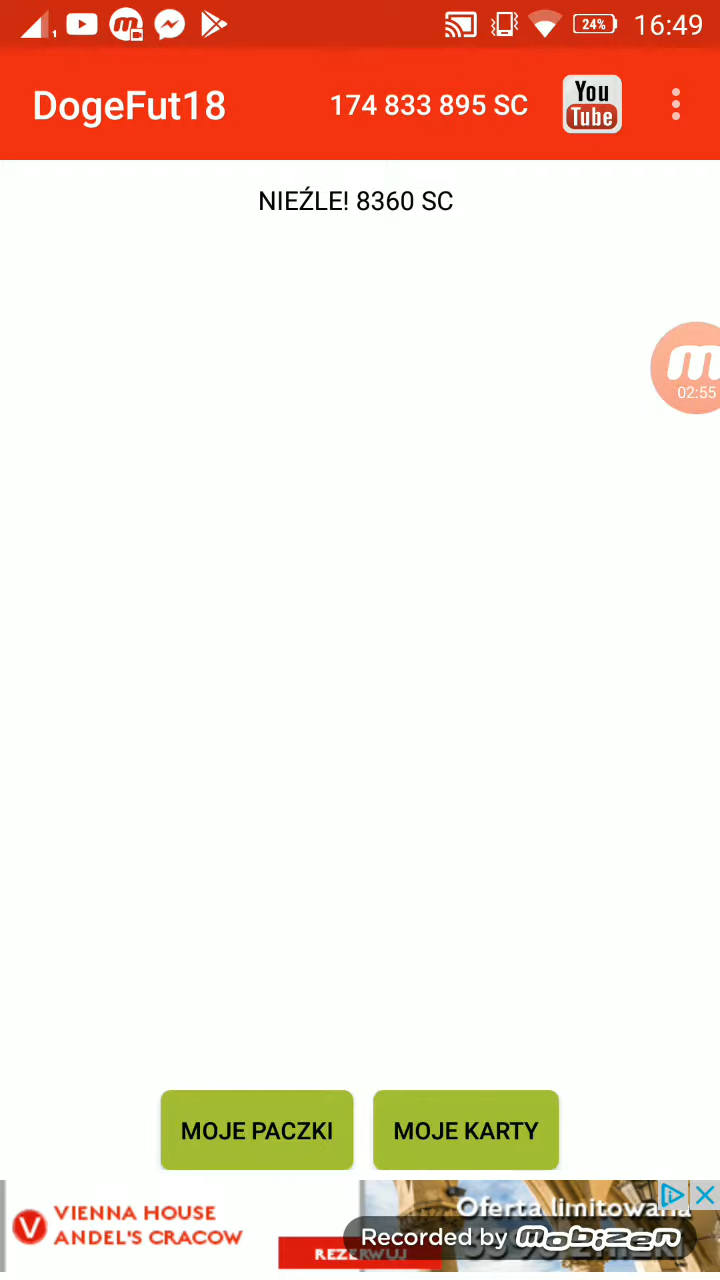 1 m 24% 16:49
DogeFut18 174 833 895 SC You Tube
NIEŹLE! 8360 SC
m
02:55
MOJE PACZKI MOJE KARTY
V VIENNA HOUSE
ANDEL'S CRACOW
Oferta limitowana
REZERWUJ
Recorded by mobizen